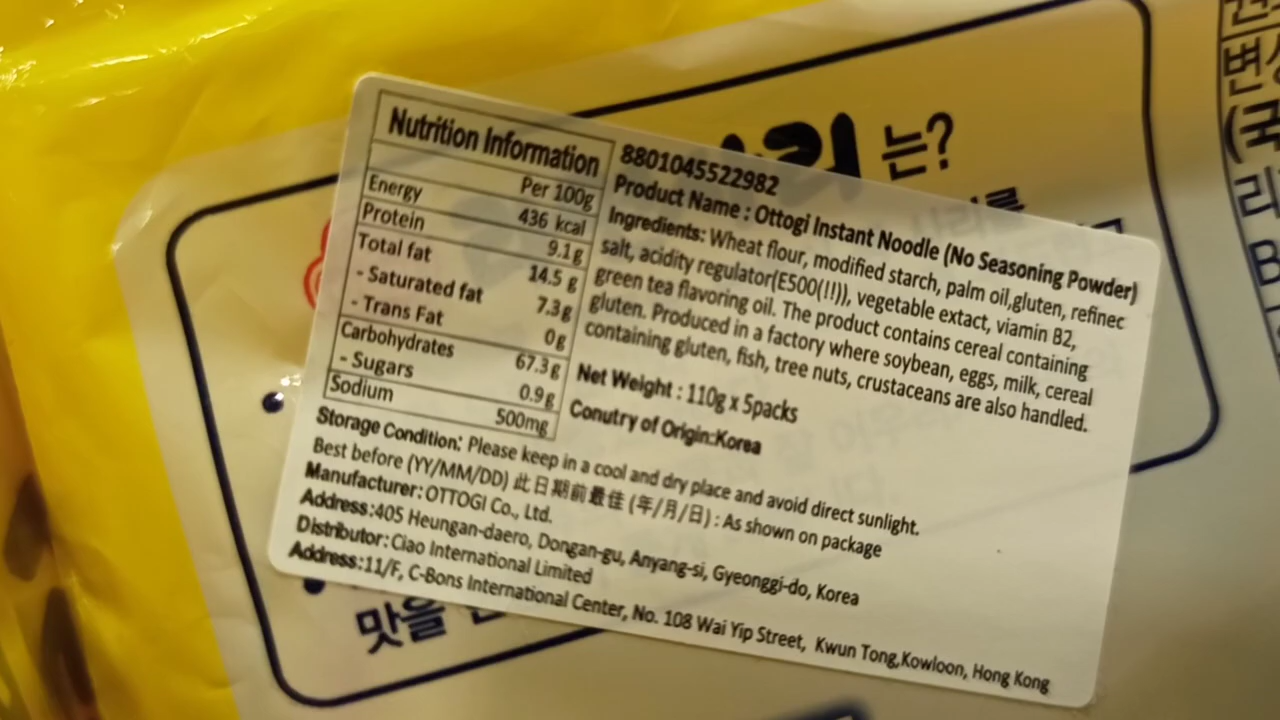 는?
Nutrition Information
Per 100g
Energy 436 kcal
Protein 9.1g
Total fat 14.5 g
- Saturated fat 7.3g
- Trans Fat 0g
Carbohydrates 67.3g
- Sugars 0.9g
Sodium 500mg
8801045522982
Product Name : Ottogi Instant Noodle (No Seasoning Powder)
Ingredients: Wheat flour, modified starch, palm oil,gluten, refinec
salt, acidity regulator(E500(!!)), vegetable extact, viamin B2,
green tea flavoring oil. The product contains cereal containing
gluten. Produced in a factory where soybean, eggs, milk, cereal
containing gluten, fish, tree nuts, crustaceans are also handled.
Net Weight : 110g x 5packs
Conutry of Origin:Korea
Storage Condition: Please keep in a cool and dry place and avoid direct sunlight.
Best before (YY/MM/DD) 此日期前最佳 (年/月/日) : As shown on package
Manufacturer: OTTOGI Co., Ltd.
Address:405 Heungan-daero, Dongan-gu, Anyang-si, Gyeonggi-do, Korea
Distributor: Ciao International Limited
Address:11/F, C-Bons International Center, No. 108 Wai Yip Street, Kwun Tong,Kowloon, Hong Kong
맛을